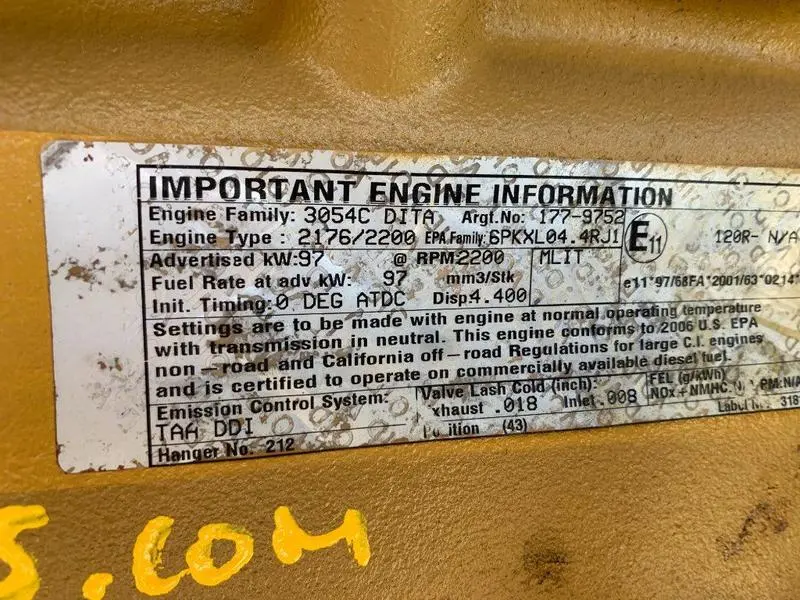 IMPORTANT ENGINE INFORMATION
Engine Family: 3054C DITA Argt.No: 177-9752
Engine Type : 2176/2200 EPA Family: 6PKXL04.4RJ1
E11 120R- N/A
Advertised kW:97 @ RPM:2200 MLIT
Fuel Rate at adv kW: 97 mm3/Stk
e11*97/68FA*2001/63*0214*
Init. Timing:0 DEG ATDC Disp4.400
Settings are to be made with engine at normal operating temperature
with transmission in neutral. This engine conforms to 2006 U.S. EPA
non – road and California off – road Regulations for large C.I. engines
and is certified to operate on commercially available diesel fuel.
Emission Control System: Valve Lash Cold (inch): FEL (g/kWh)
TAA DDI xhaust .018 Inlet .008 NOx + NMHC: PM:N/A
Hanger No. 212 (43) Label 318
S.COM